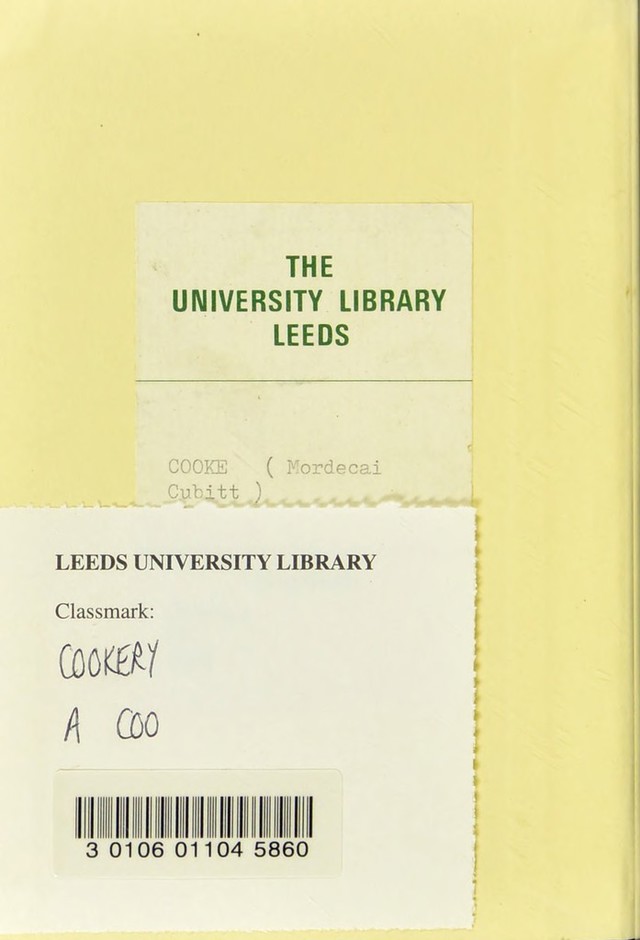 THE
UNIVERSITY LIBRARY
LEEDS
COOKE ( Mordecai
Cubitt )
LEEDS UNIVERSITY LIBRARY
Classmark:
COOKERY
A COO
3 0106 01104 5860